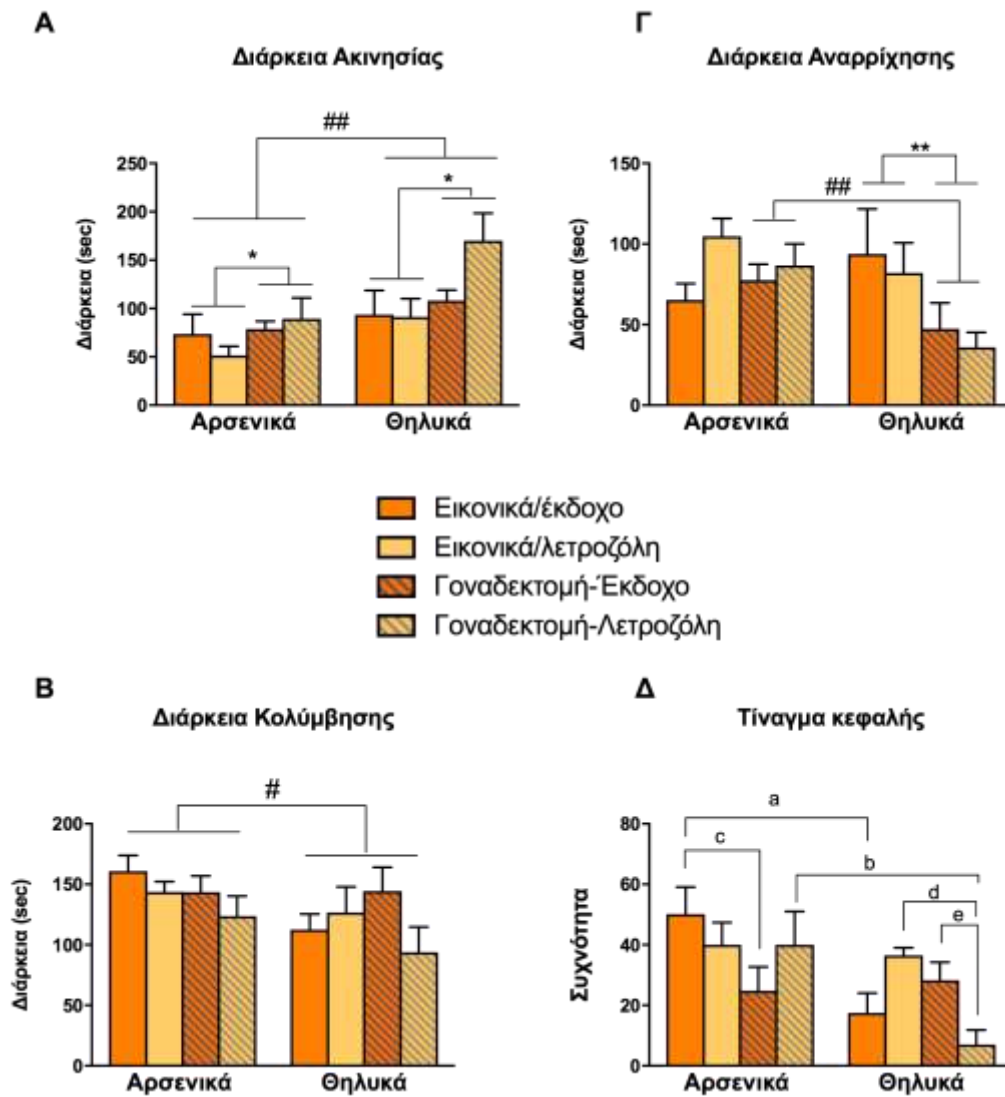 Α
Διάρκεια Ακινησίας
##
*
*
Διάρκεια (sec)
250
200
150
100
50
0
Αρσενικά
Θηλυκά
Γ
Διάρκεια Αναρρίχησης
**
##
Διάρκεια (sec)
150
100
50
0
Αρσενικά
Θηλυκά
Εικονικά/έκδοχο
Εικονικά/λετροζόλη
Γοναδεκτομή-Έκδοχο
Γοναδεκτομή-Λετροζόλη
Β
Διάρκεια Κολύμβησης
#
Διάρκεια (sec)
200
150
100
50
0
Αρσενικά
Θηλυκά
Δ
Τίναγμα κεφαλής
a
c
b
d
e
Συχνότητα
80
60
40
20
0
Αρσενικά
Θηλυκά